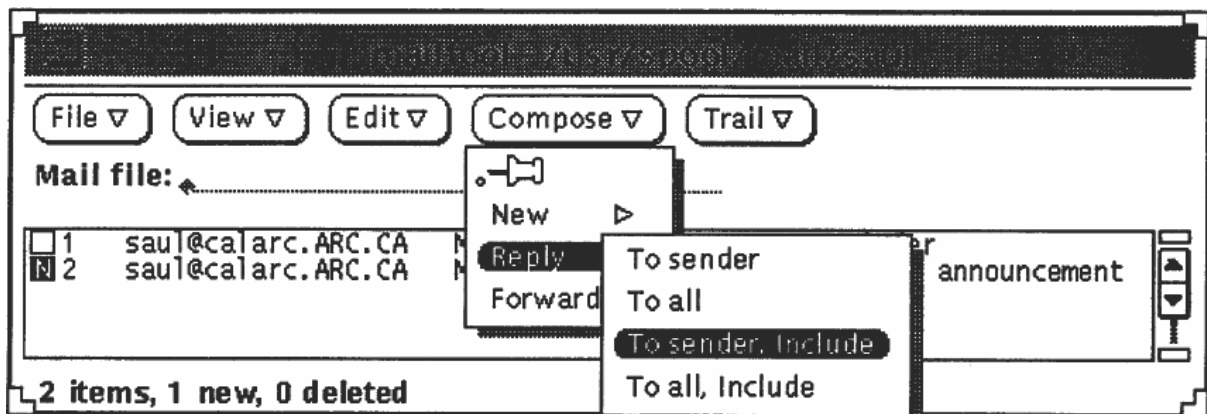 File View Edit Compose Trail
Mail file:
New
1 saul@calarc.ARC.CA
Reply
N 2 saul@calarc.ARC.CA announcement
Forward
To sender
To all
To sender, Include
To all, Include
2 items, 1 new, 0 deleted